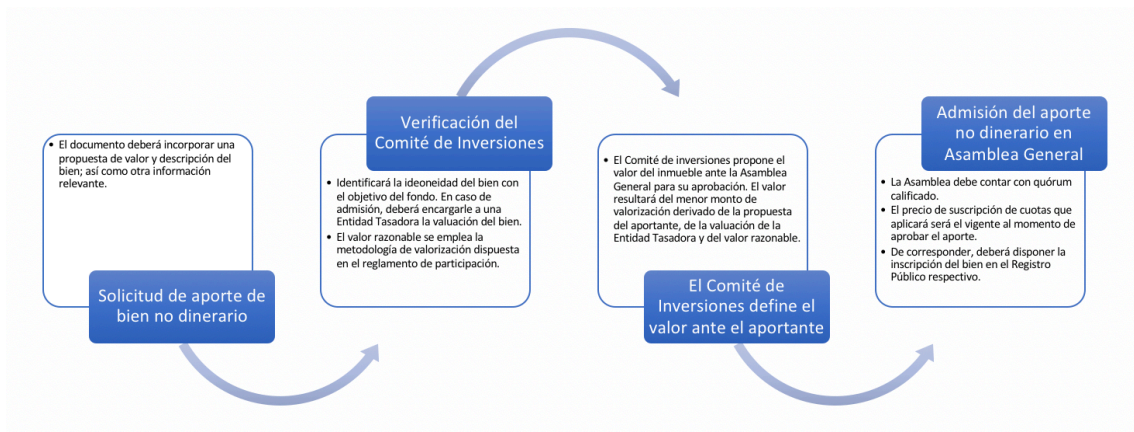 • El documento deberá incorporar una
propuesta de valor y descripción del
bien; así como otra información
relevante.
Solicitud de aporte de
bien no dinerario
Verificación del
Comité de Inversiones
• Identificará la ideoneidad del bien con
el objetivo del fondo. En caso de
admisión, deberá encargarle a una
Entidad Tasadora la valuación del bien.
• El valor razonable se emplea la
metodología de valorización dispuesta
en el reglamento de participación.
• El Comité de inversiones propone el
valor del inmueble ante la Asamblea
General para su aprobación. El valor
resultará del menor monto de
valorización derivado de la propuesta
del aportante, de la valuación de la
Entidad Tasadora y del valor razonable.
El Comité de
Inversiones define el
valor ante el aportante
Admisión del aporte
no dinerario en
Asamblea General
• La Asamblea debe contar con quórum
calificado.
• El precio de suscripción de cuotas que
aplicará será el vigente al momento de
aprobar el aporte.
• De corresponder, deberá disponer la
inscripción del bien en el Registro
Público respectivo.